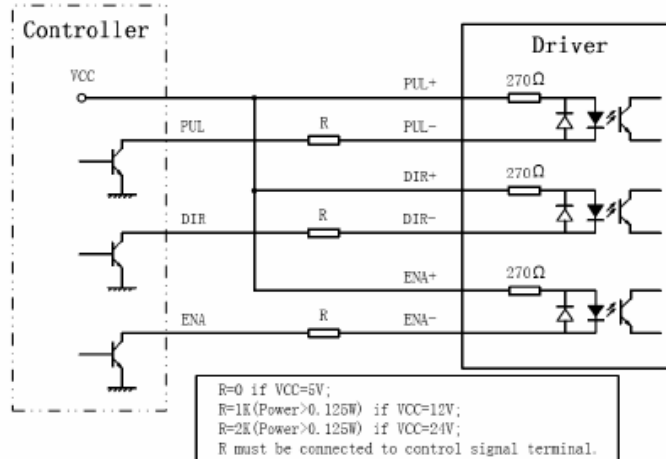 Controller
Driver
VCC
PUL+
270Ω
PUL
R
PUL-
DIR+
270Ω
DIR
R
DIR-
ENA+
270Ω
ENA
R
ENA-
R=0 if VCC=5V;
R=1K(Power>0.125W) if VCC=12V;
R=2K(Power>0.125W) if VCC=24V;
R must be connected to control signal terminal.